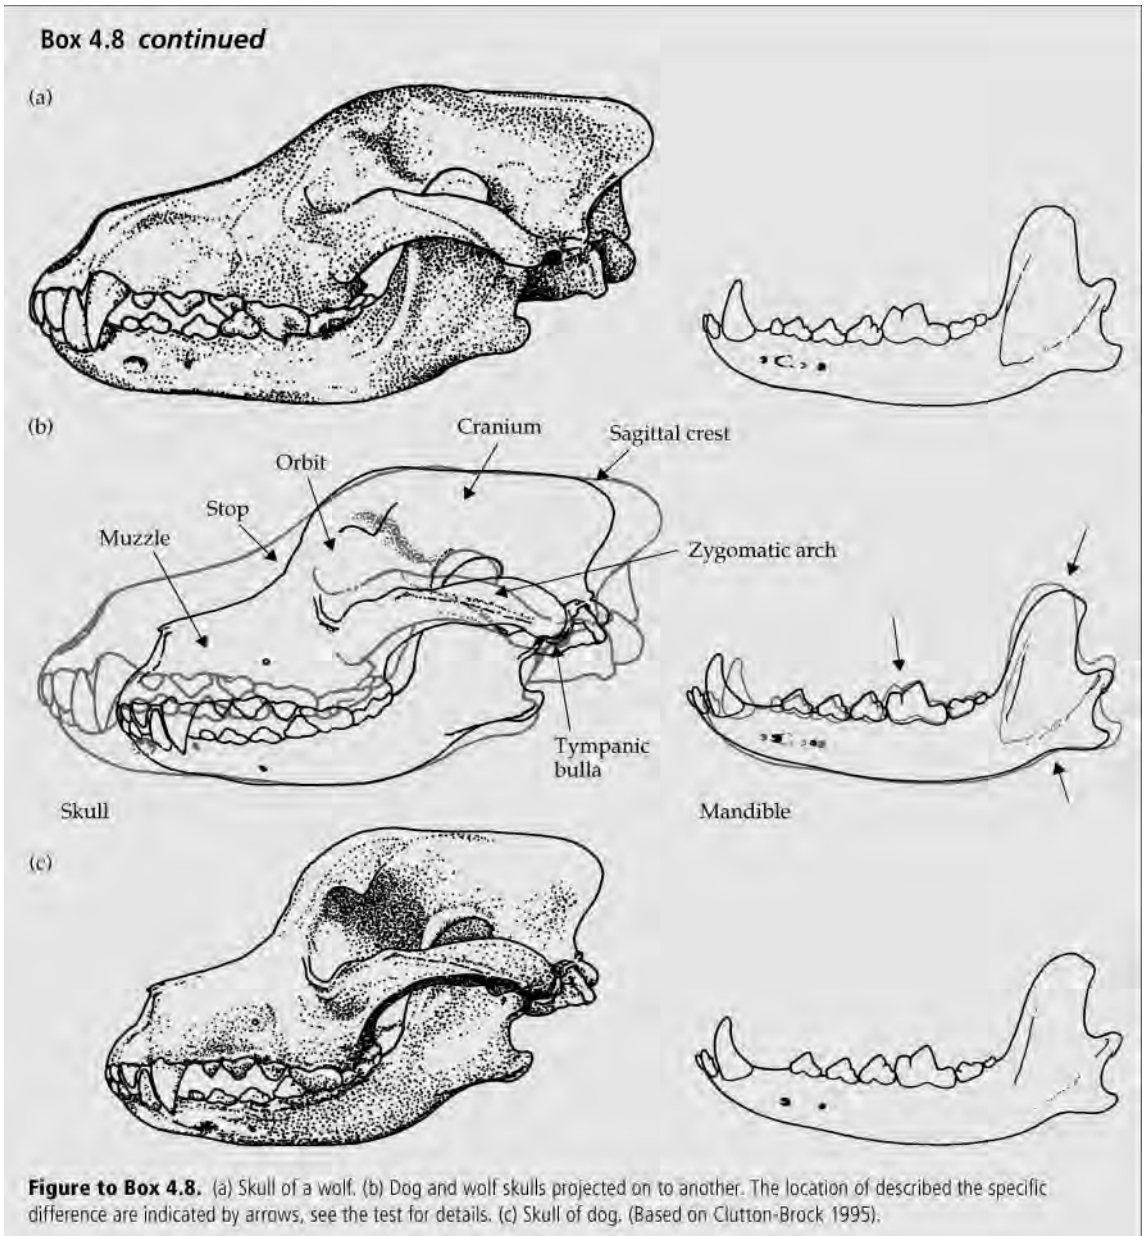 Box 4.8 continued
(a)
(b)
Cranium
Sagittal crest
Orbit
Stop
Muzzle
Zygomatic arch
Tympanic
bulla
Skull
Mandible
(c)
Figure to Box 4.8. (a) Skull of a wolf. (b) Dog and wolf skulls projected on to another. The location of described the specific
difference are indicated by arrows, see the test for details. (c) Skull of dog. (Based on Clutton-Brock 1995).